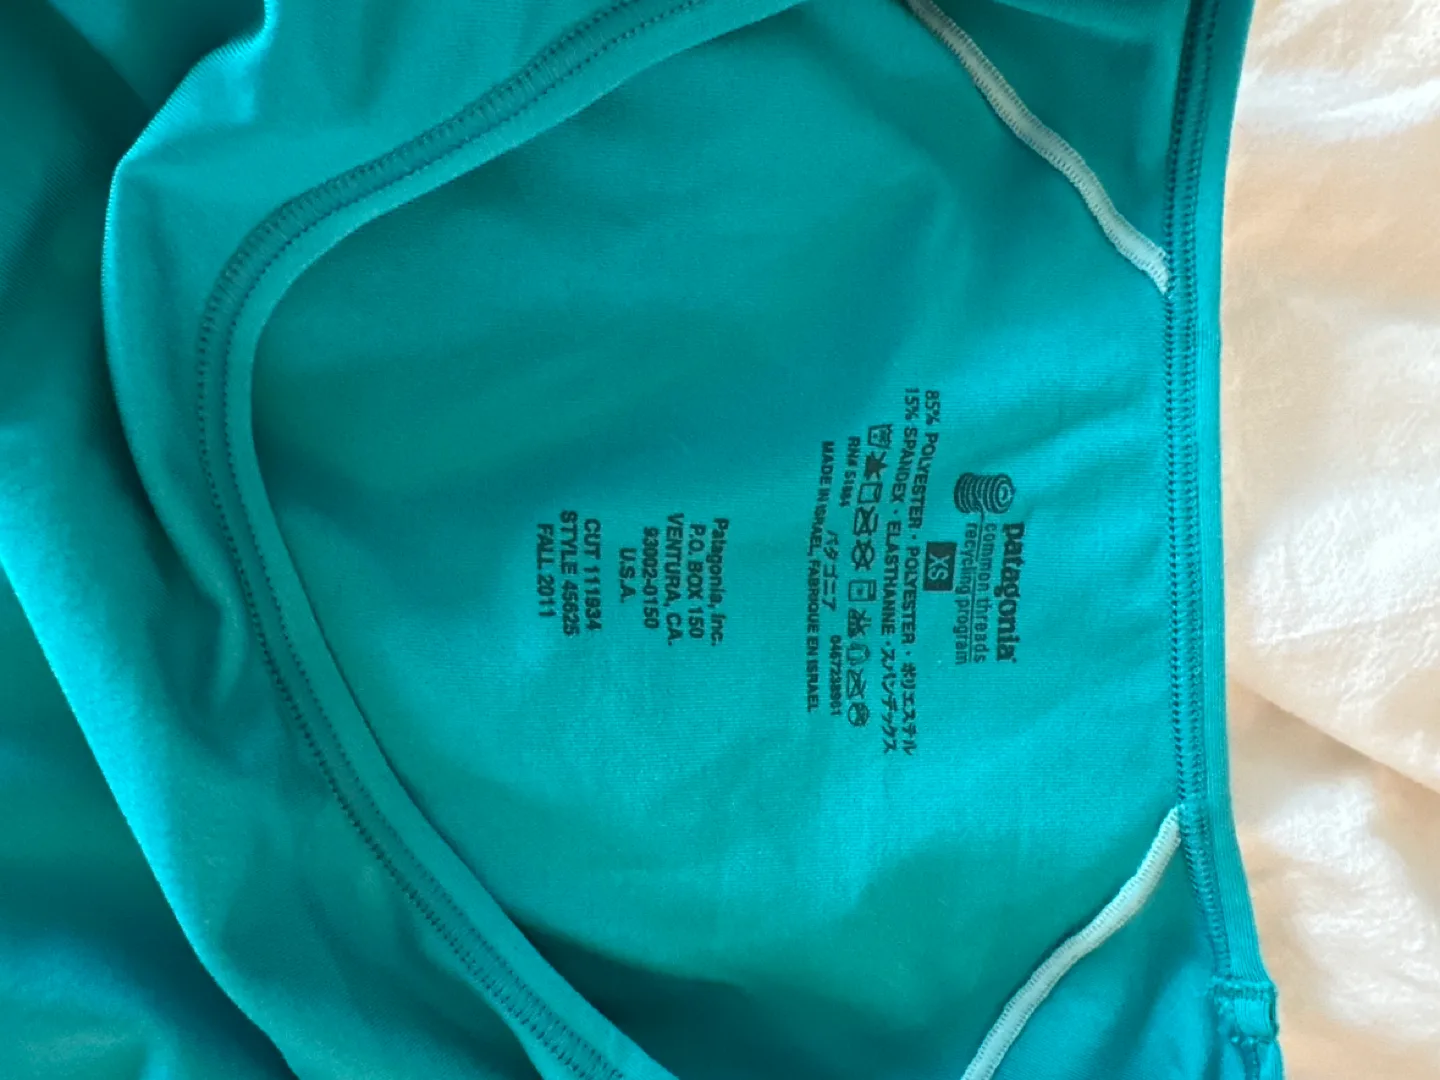 patagonia®
common threads
recycling program
XS
85% POLYESTER · POLYESTER · ポリエステル
15% SPANDEX · ELASTHANNE · スパンデックス
RN# 51884 パタゴニア
MADE IN ISRAEL, FABRIQUE EN ISRAEL
Patagonia, Inc.
P.O. BOX 150
VENTURA, CA.
93002-0150
U.S.A.
CUT 111934
STYLE 45625
FALL 2011